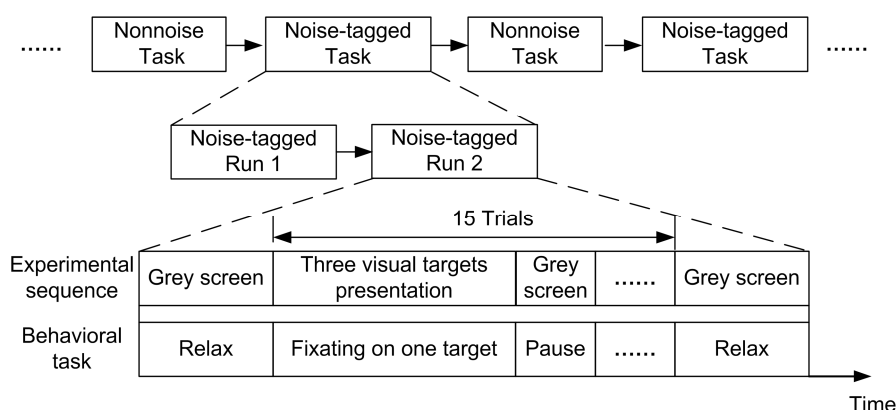 ...... Nonnoise Task Noise-tagged Task Nonnoise Task Noise-tagged Task ......
Noise-tagged Run 1 Noise-tagged Run 2
15 Trials
Experimental sequence Grey screen Three visual targets presentation Grey screen ...... Grey screen
Behavioral task Relax Fixating on one target Pause ...... Relax
Time